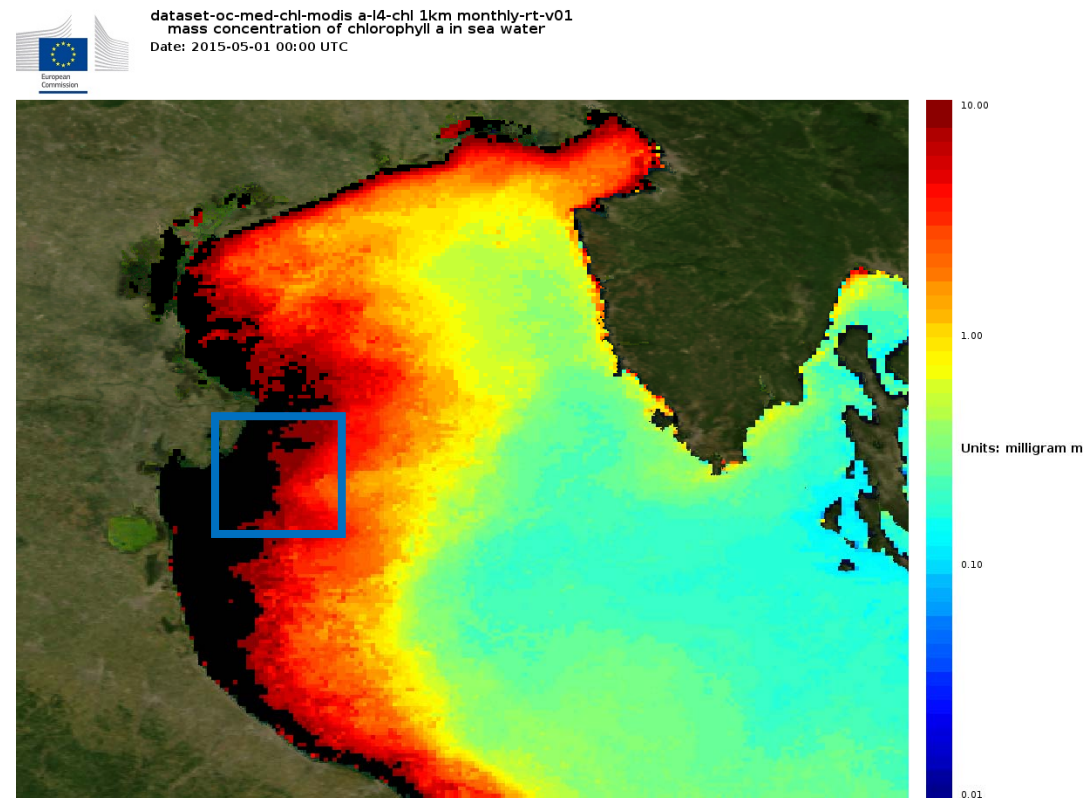 dataset-oc-med-chl-modis a-l4-chl 1km monthly-rt-v01
mass concentration of chlorophyll a in sea water
Date: 2015-05-01 00:00 UTC
European
Commission
10.00
1.00
Units: milligram m
0.10
0.01